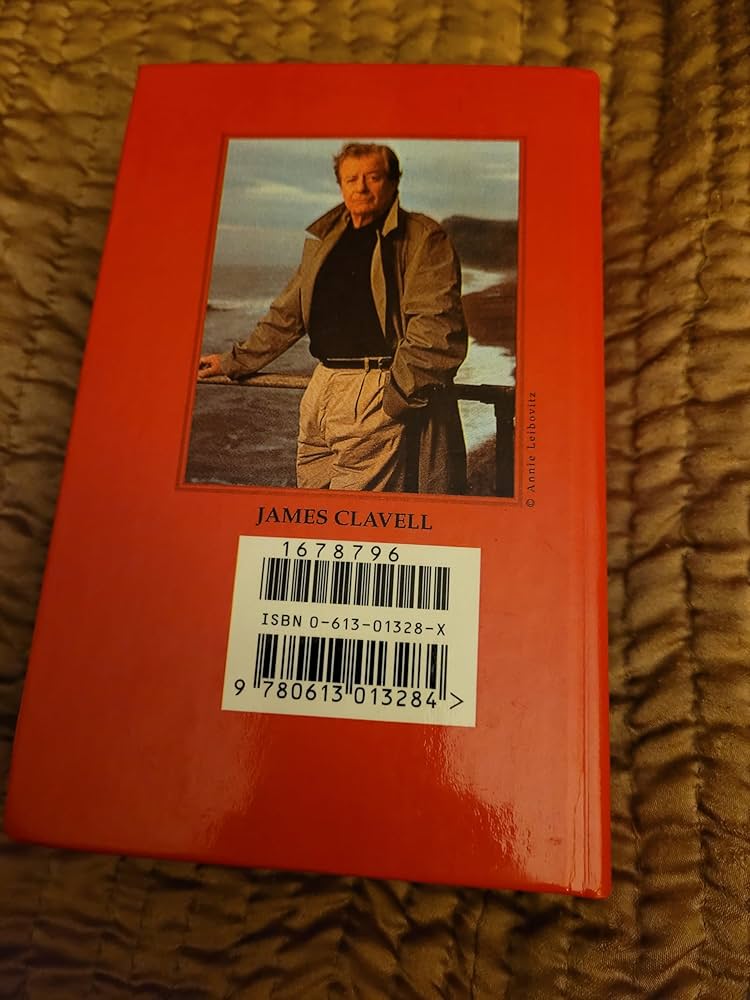 © Annie Leibovitz
JAMES CLAVELL
1678796
ISBN 0-613-01328-X
9 780613 013284 >